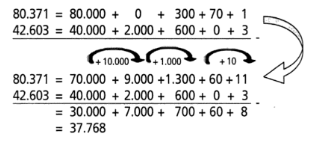 80.371 = 80.000 + 0 + 300 + 70 + 1
42.603 = 40.000 + 2.000 + 600 + 0 + 3 -
+10.000 +1.000 +10
80.371 = 70.000 + 9.000 +1.300 + 60 +11
42.603 = 40.000 + 2.000 + 600 + 0 + 3 -
= 30.000 + 7.000 + 700 + 60 + 8
= 37.768